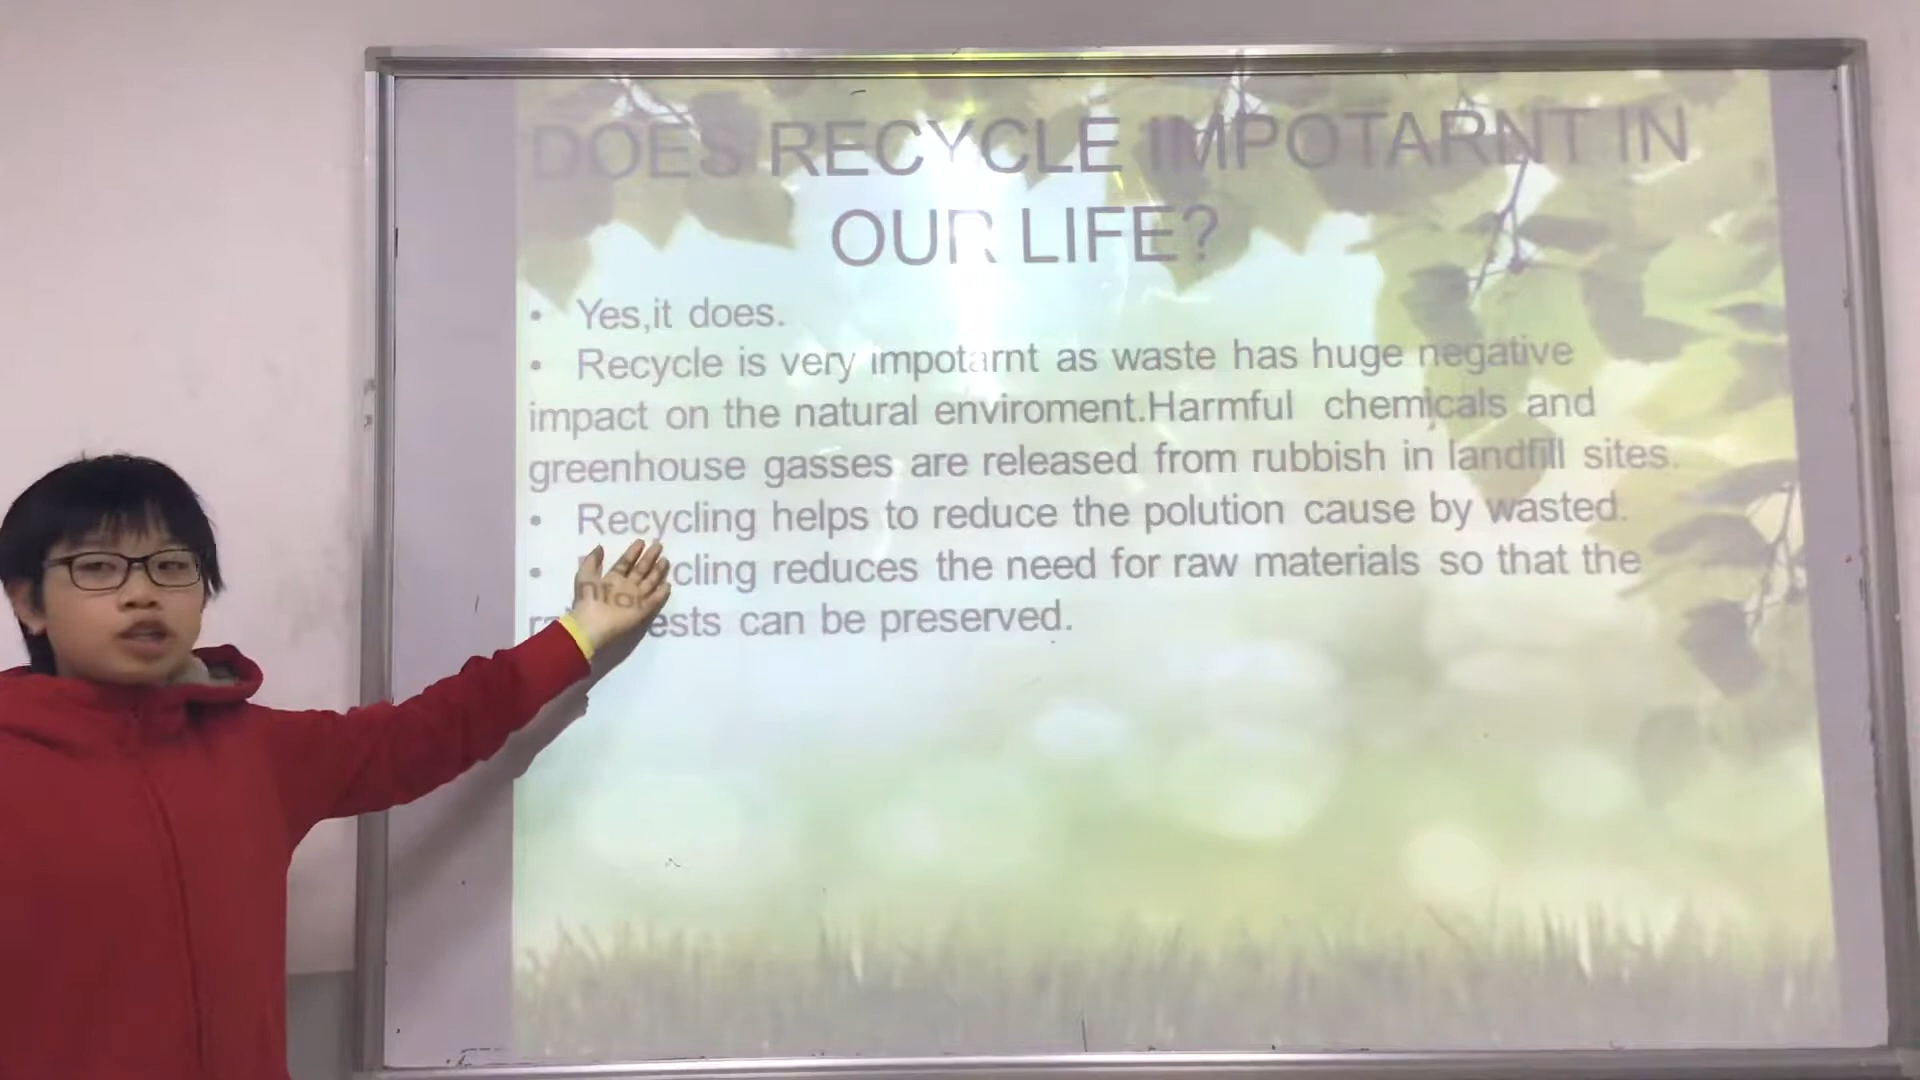 DOES RECYCLE IMPOTARNT IN
OUR LIFE?
• Yes,it does.
• Recycle is very impotarnt as waste has huge negative
impact on the natural enviroment.Harmful chemicals and
greenhouse gasses are released from rubbish in landfill sites.
• Recycling helps to reduce the polution cause by wasted.
• cling reduces the need for raw materials so that the
ests can be preserved.